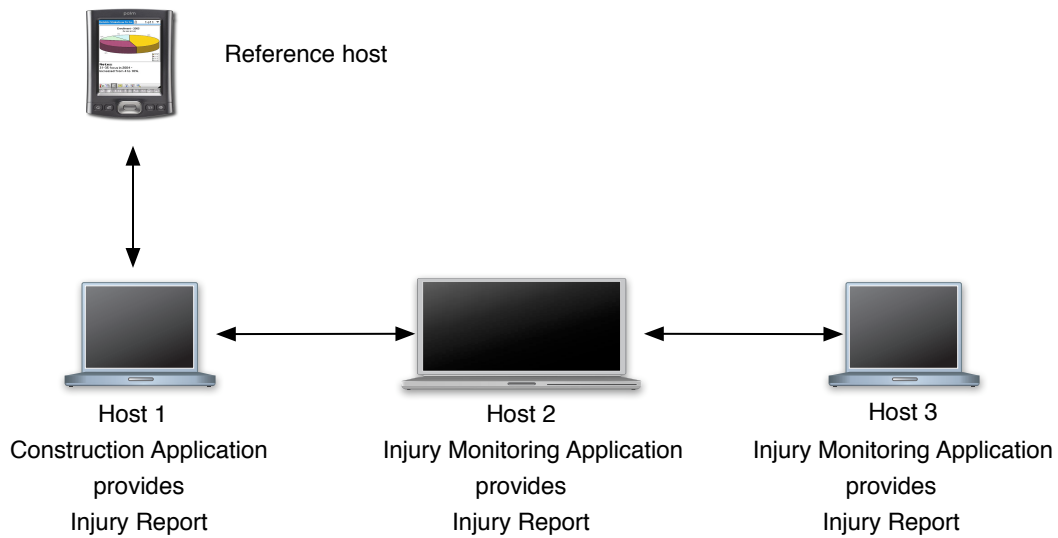 palm
Reference host
Host 1
Construction Application
provides
Injury Report
Host 2
Injury Monitoring Application
provides
Injury Report
Host 3
Injury Monitoring Application
provides
Injury Report